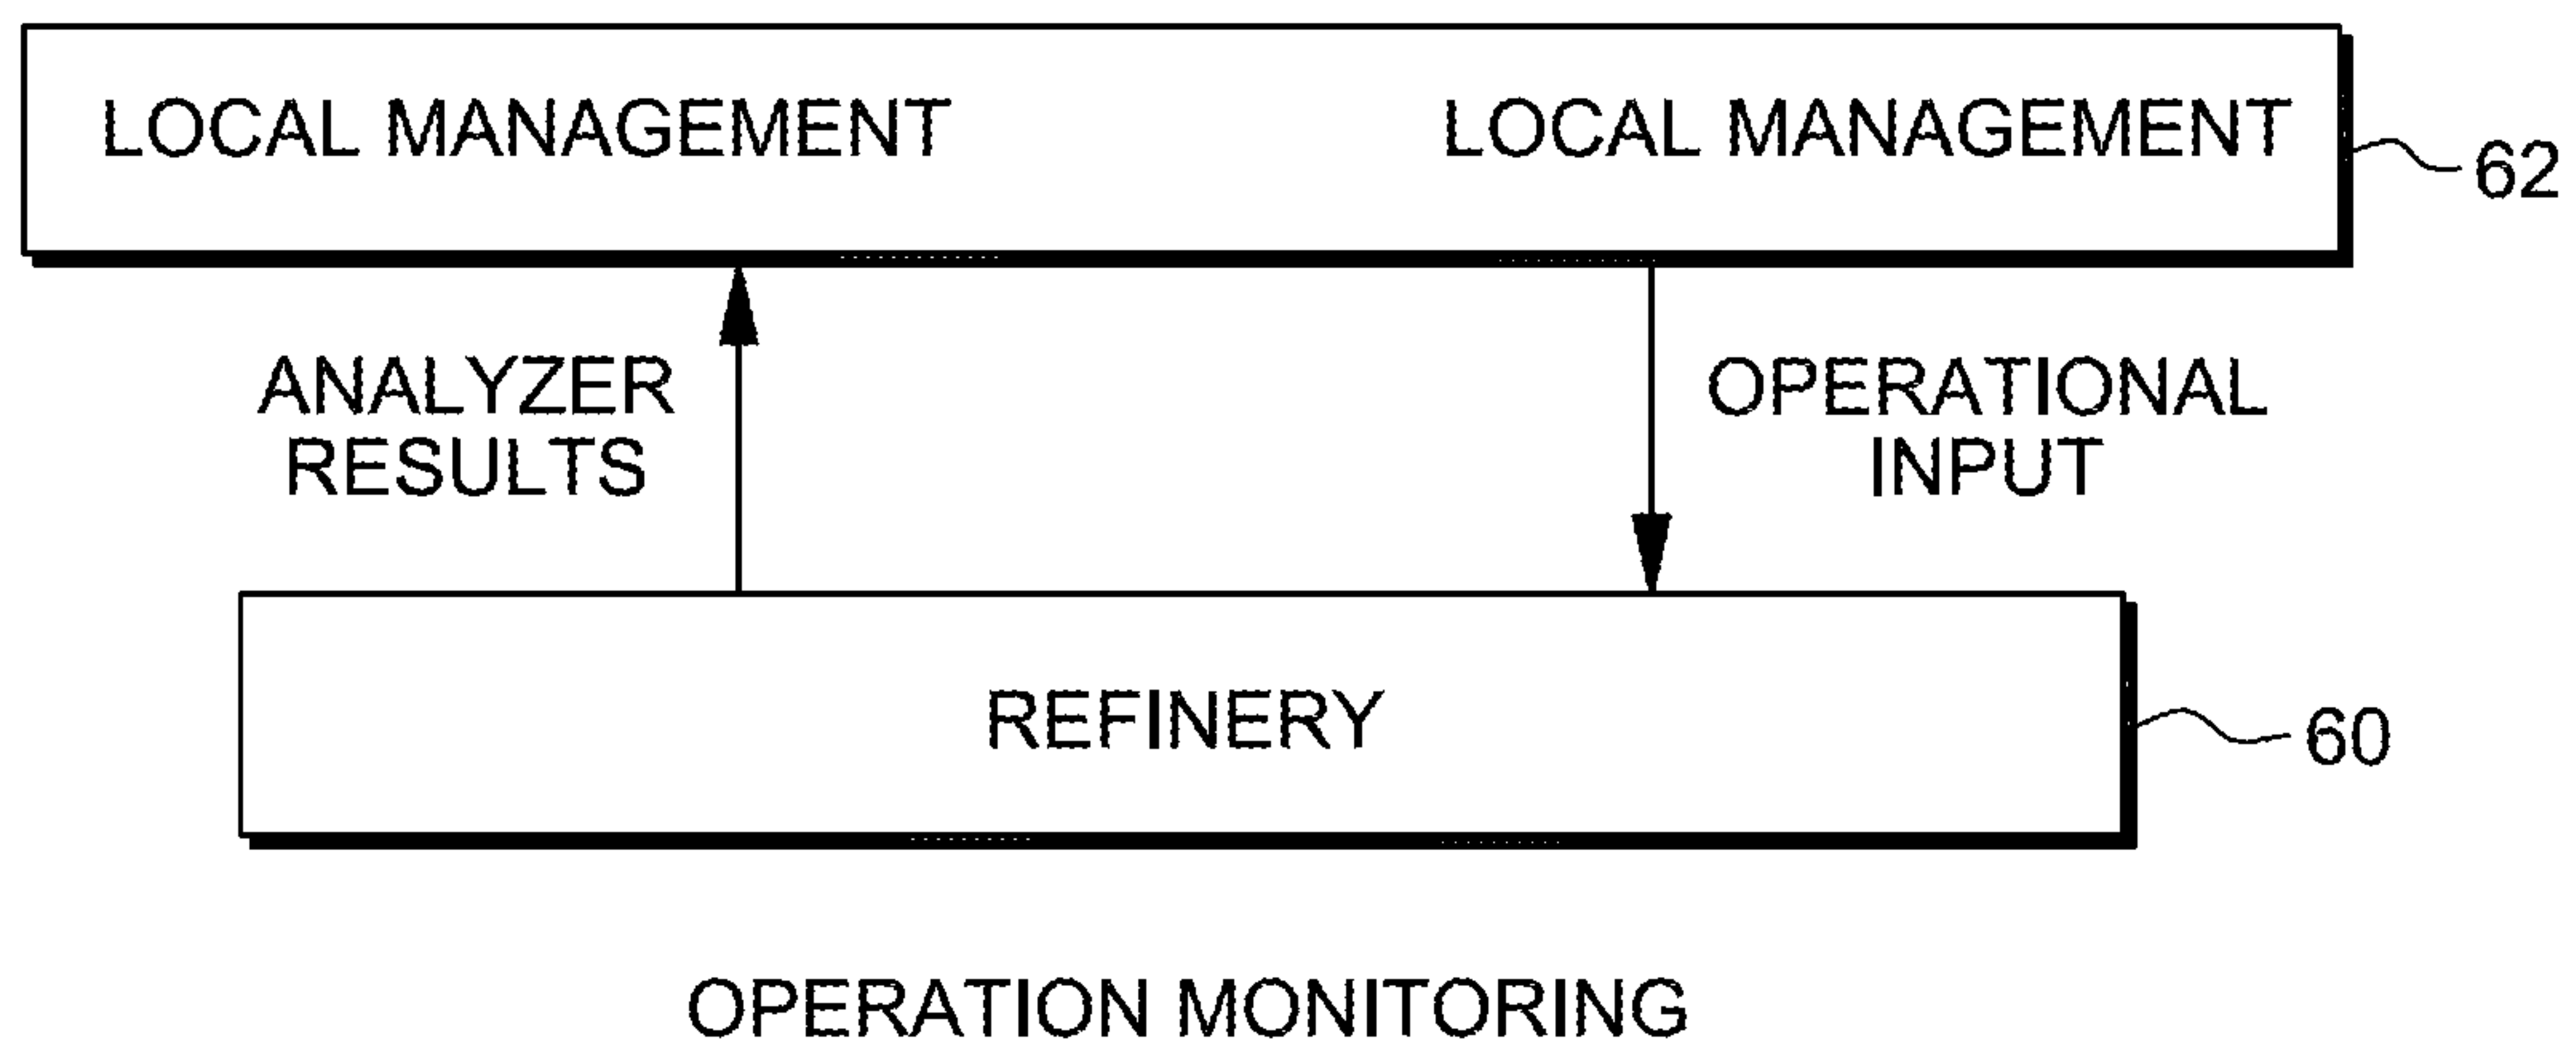 LOCAL MANAGEMENT LOCAL MANAGEMENT
62
ANALYZER
RESULTS
OPERATIONAL
INPUT
REFINERY
60
OPERATION MONITORING